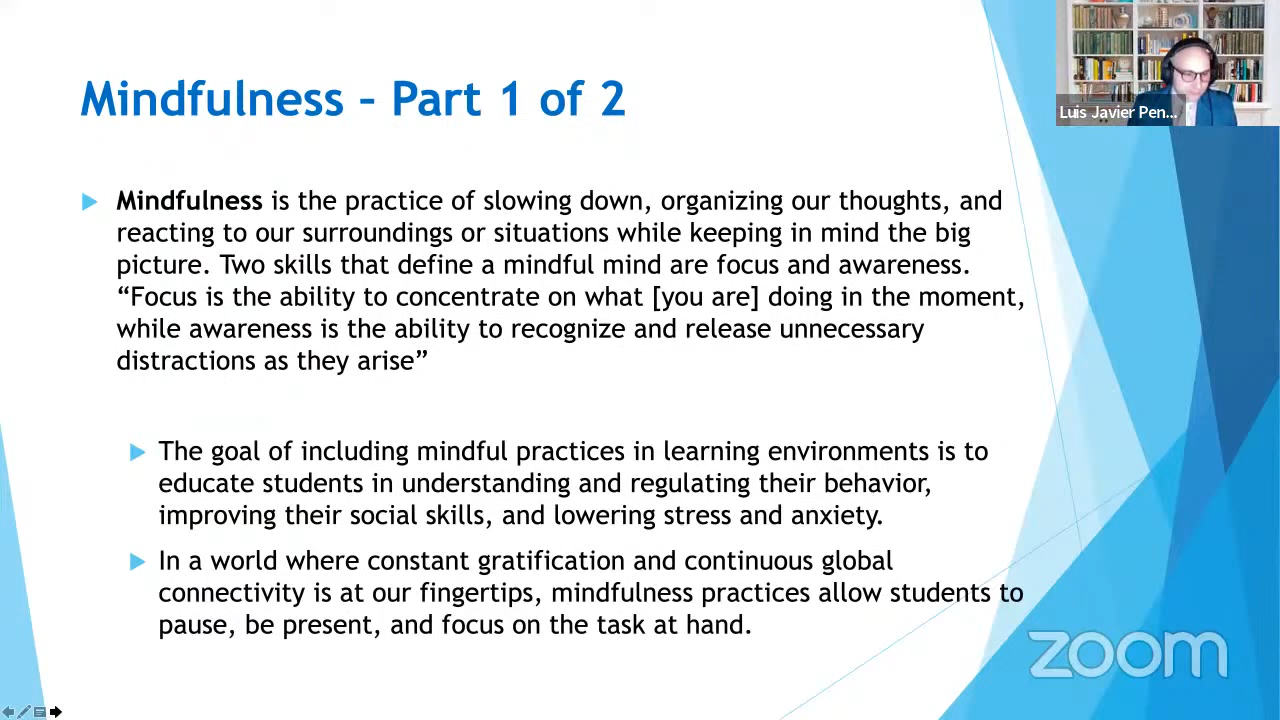 Mindfulness – Part 1 of 2
Luis Javier Pen...
Mindfulness is the practice of slowing down, organizing our thoughts, and
reacting to our surroundings or situations while keeping in mind the big
picture. Two skills that define a mindful mind are focus and awareness.
“Focus is the ability to concentrate on what [you are] doing in the moment,
while awareness is the ability to recognize and release unnecessary
distractions as they arise”
The goal of including mindful practices in learning environments is to
educate students in understanding and regulating their behavior,
improving their social skills, and lowering stress and anxiety.
In a world where constant gratification and continuous global
connectivity is at our fingertips, mindfulness practices allow students to
pause, be present, and focus on the task at hand.
zoom